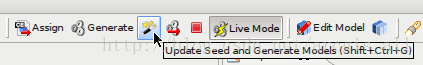 Assign Generate Live Mode Edit Model
Update Seed and Generate Models (Shift+Ctrl+G)